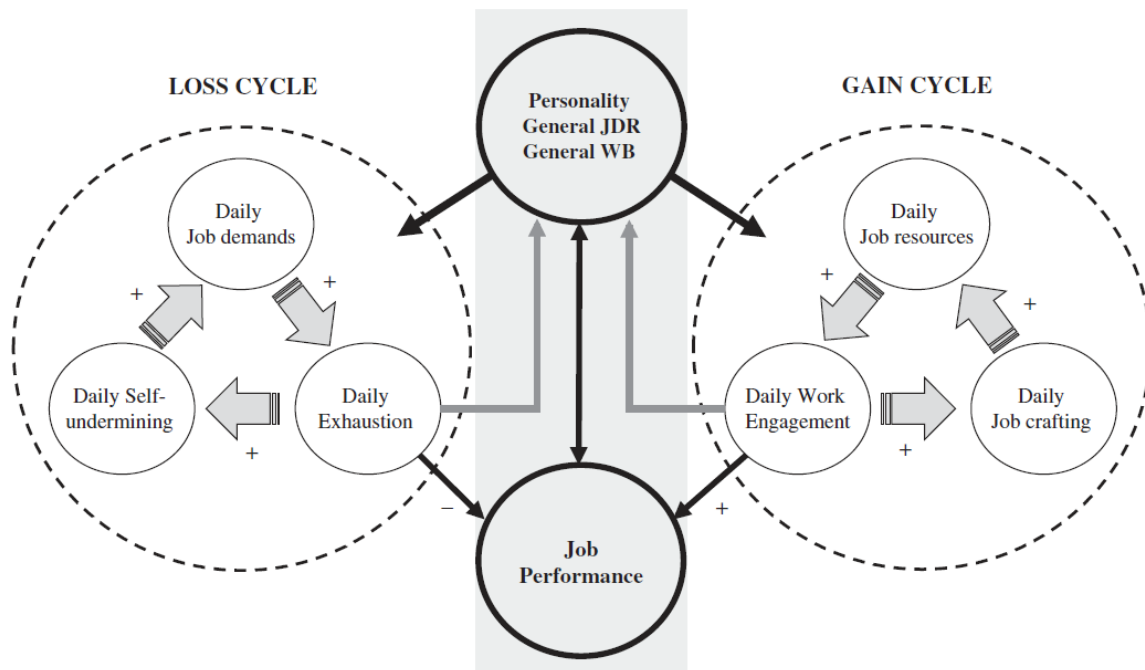 LOSS CYCLE
GAIN CYCLE
Personality
General JDR
General WB
Daily
Job demands
+
+
Daily Self-
undermining
+
Daily
Exhaustion
−
Daily
Job resources
+
+
Daily Work
Engagement
+
Daily
Job crafting
+
Job
Performance